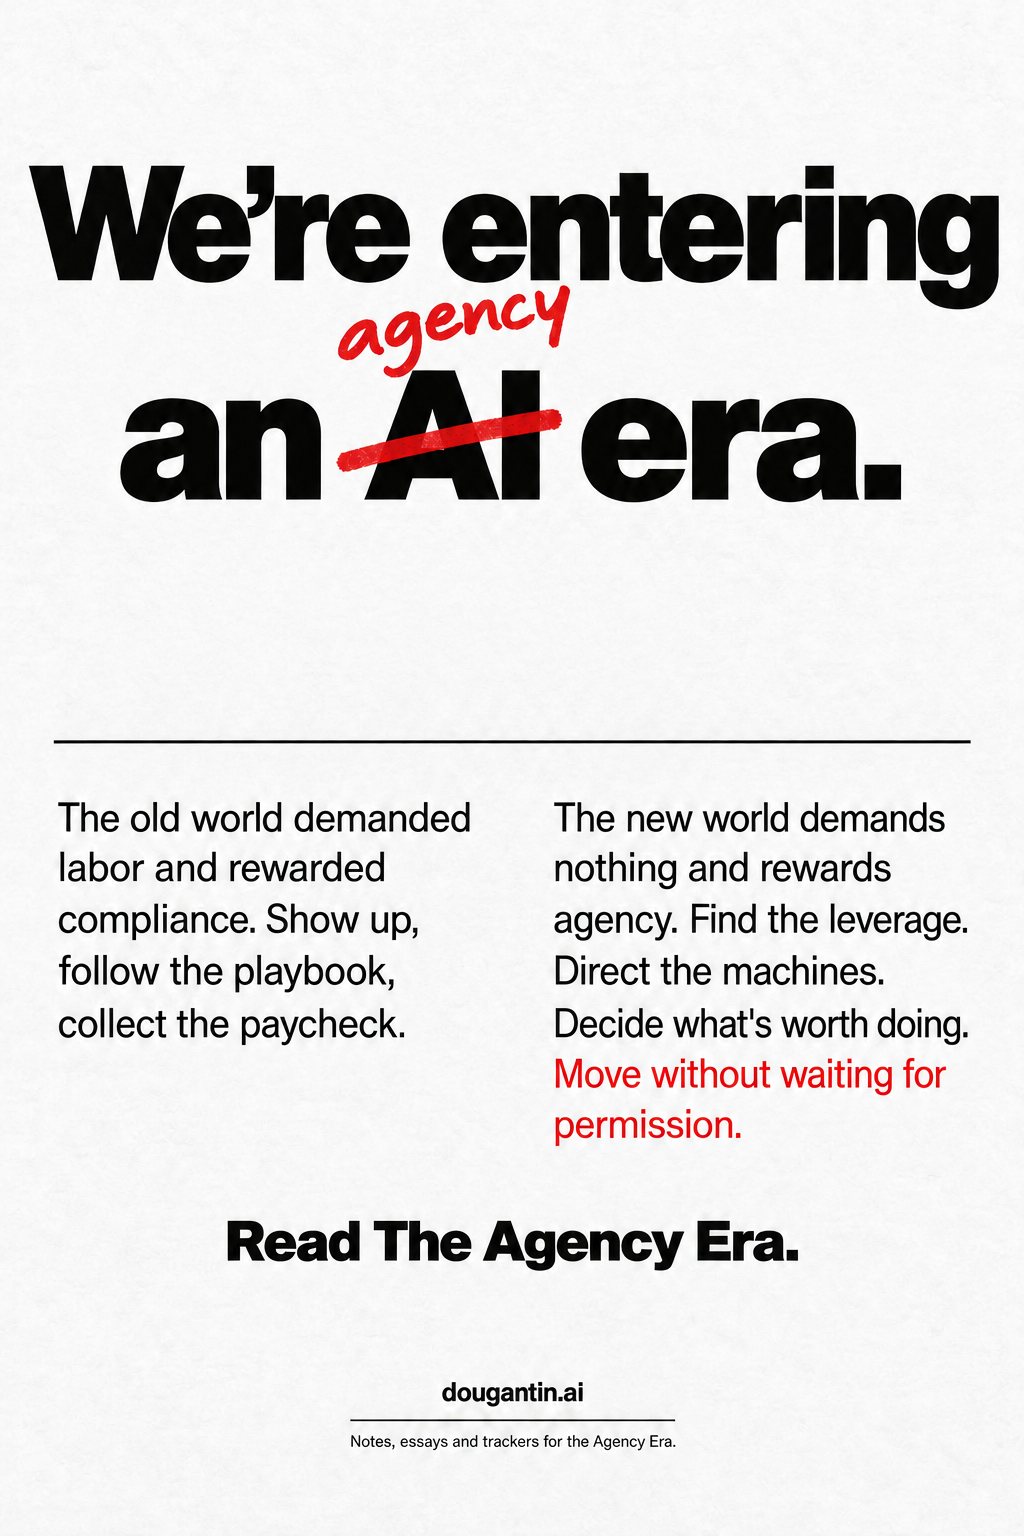 We're entering
agency
an AI era.
The old world demanded
labor and rewarded
compliance. Show up,
follow the playbook,
collect the paycheck.
The new world demands
nothing and rewards
agency. Find the leverage.
Direct the machines.
Decide what's worth doing.
Move without waiting for
permission.
Read The Agency Era.
dougantin.ai
Notes, essays and trackers for the Agency Era.